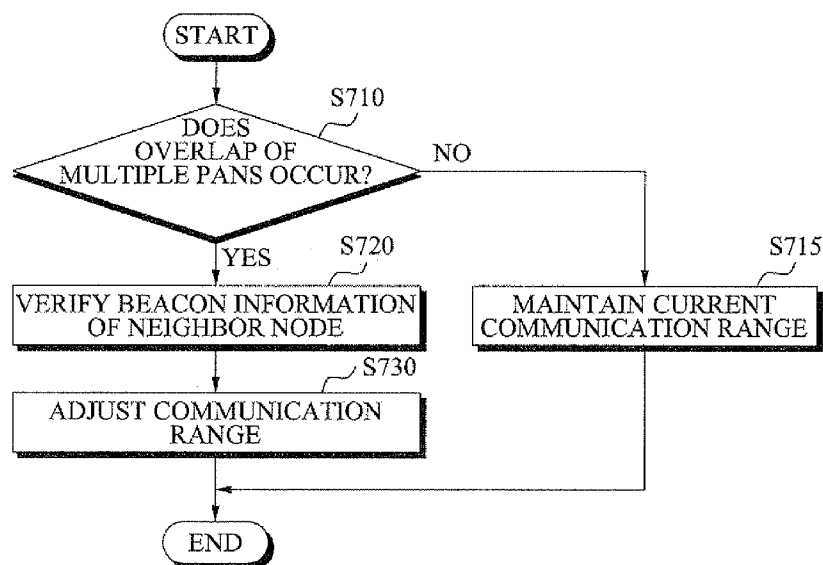 START
S710
DOES
OVERLAP OF
MULTIPLE PANS OCCUR?
NO
YES
S720
S715
VERIFY BEACON INFORMATION
OF NEIGHBOR NODE
MAINTAIN CURRENT
COMMUNICATION RANGE
S730
ADJUST COMMUNICATION
RANGE
END